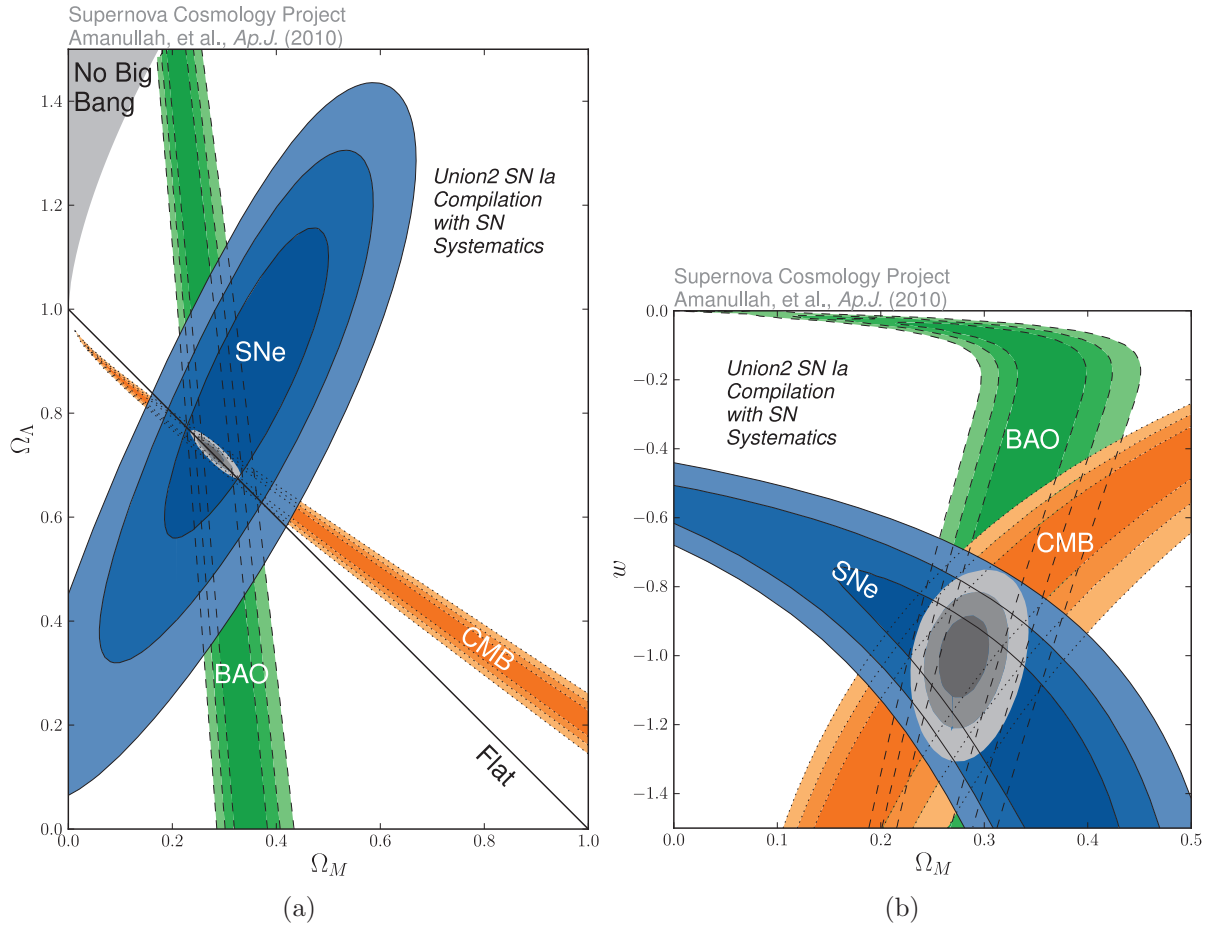 Supernova Cosmology Project
Amanullah, et al., Ap.J. (2010)
No Big
Bang
Union2 SN Ia
Compilation
with SN
Systematics
SNe
BAO
CMB
Flat
Ω_Λ
1.4
1.2
1.0
0.8
0.6
0.4
0.2
0.0
0.0 0.2 0.4 0.6 0.8 1.0
Ω_M
(a)
Supernova Cosmology Project
Amanullah, et al., Ap.J. (2010)
Union2 SN Ia
Compilation
with SN
Systematics
BAO
CMB
SNe
w
0.0
−0.2
−0.4
−0.6
−0.8
−1.0
−1.2
−1.4
0.0 0.1 0.2 0.3 0.4 0.5
Ω_M
(b)